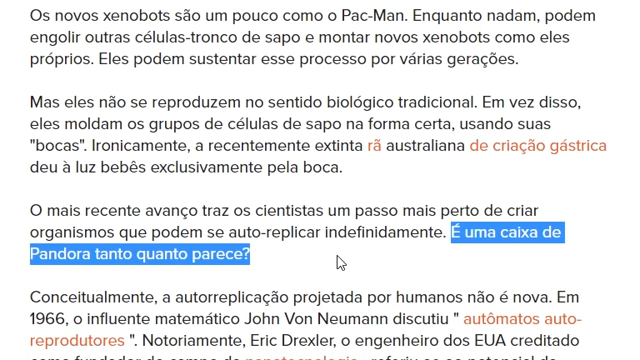 Os novos xenobots são um pouco como o Pac-Man. Enquanto nadam, podem
engolir outras células-tronco de sapo e montar novos xenobots como eles
próprios. Eles podem sustentar esse processo por várias gerações.
Mas eles não se reproduzem no sentido biológico tradicional. Em vez disso,
eles moldam os grupos de células de sapo na forma certa, usando suas
"bocas". Ironicamente, a recentemente extinta rã australiana de criação gástrica
deu à luz bebês exclusivamente pela boca.
O mais recente avanço traz os cientistas um passo mais perto de criar
organismos que podem se auto-replicar indefinidamente. É uma caixa de
Pandora tanto quanto parece?
Conceitualmente, a autorreplicação projetada por humanos não é nova. Em
1966, o influente matemático John Von Neumann discutiu " autômatos auto-
reprodutores ". Notoriamente, Eric Drexler, o engenheiro dos EUA creditado